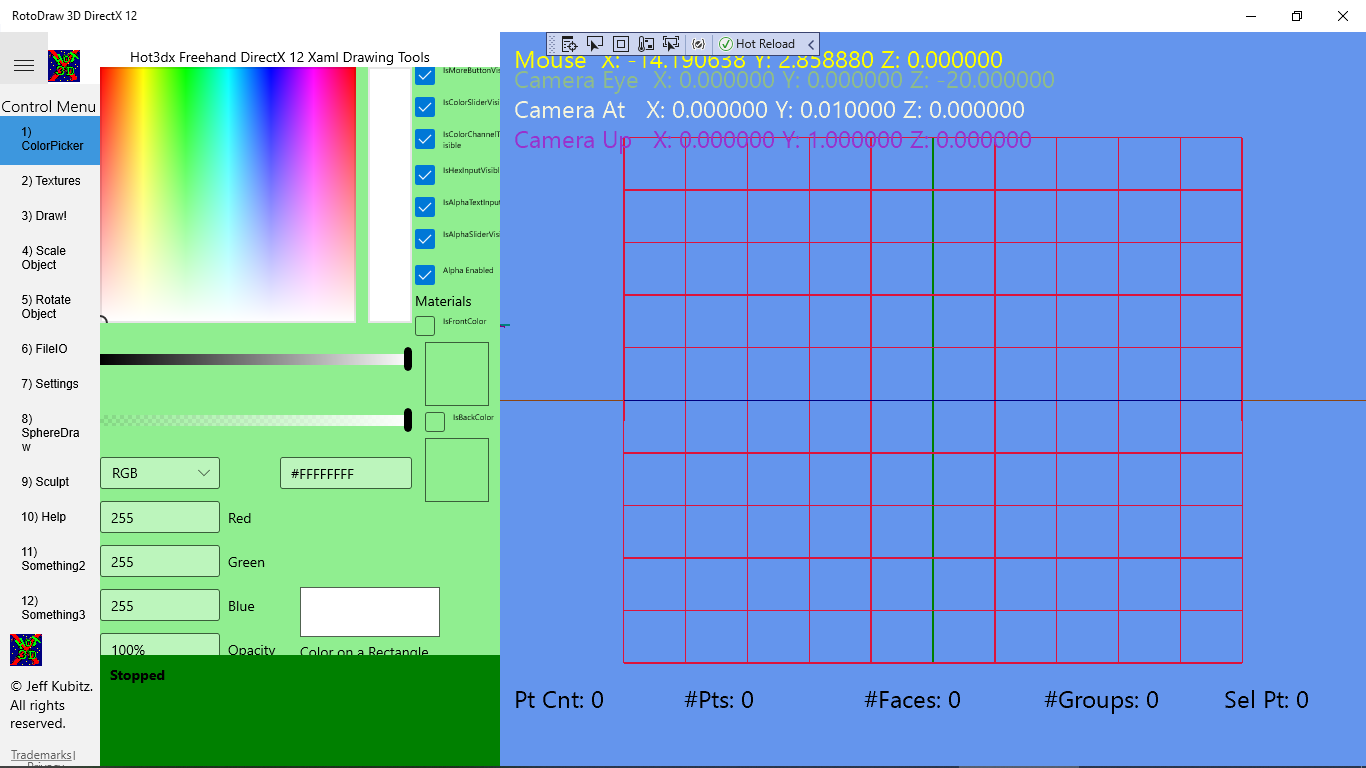 RotoDraw 3D DirectX 12
Hot3dx Freehand DirectX 12 Xaml Drawing Tools
Hot Reload
Control Menu
1)
ColorPicker
2) Textures
3) Draw!
4) Scale
Object
5) Rotate
Object
6) FileIO
7) Settings
8)
SphereDra
w
9) Sculpt
10) Help
11)
Something2
12)
Something3
© Jeff Kubitz.
All rights
reserved.
Trademarks|
Privacy
IsMoreButtonVis
IsColorSliderVisi
IsColorChannelT
isible
IsHexInputVisibl
IsAlphaTextInput
IsAlphaSliderVis
Alpha Enabled
Materials
IsFrontColor
IsBackColor
RGB
#FFFFFFFF
255 Red
255 Green
255 Blue
100% Opacity
Color on a Rectangle
Stopped
Mouse X: -14.190638 Y: 2.858880 Z: 0.000000
Camera Eye X: 0.000000 Y: 0.000000 Z: -20.000000
Camera At X: 0.000000 Y: 0.010000 Z: 0.000000
Camera Up X: 0.000000 Y: 1.000000 Z: 0.000000
Pt Cnt: 0 #Pts: 0 #Faces: 0 #Groups: 0 Sel Pt: 0